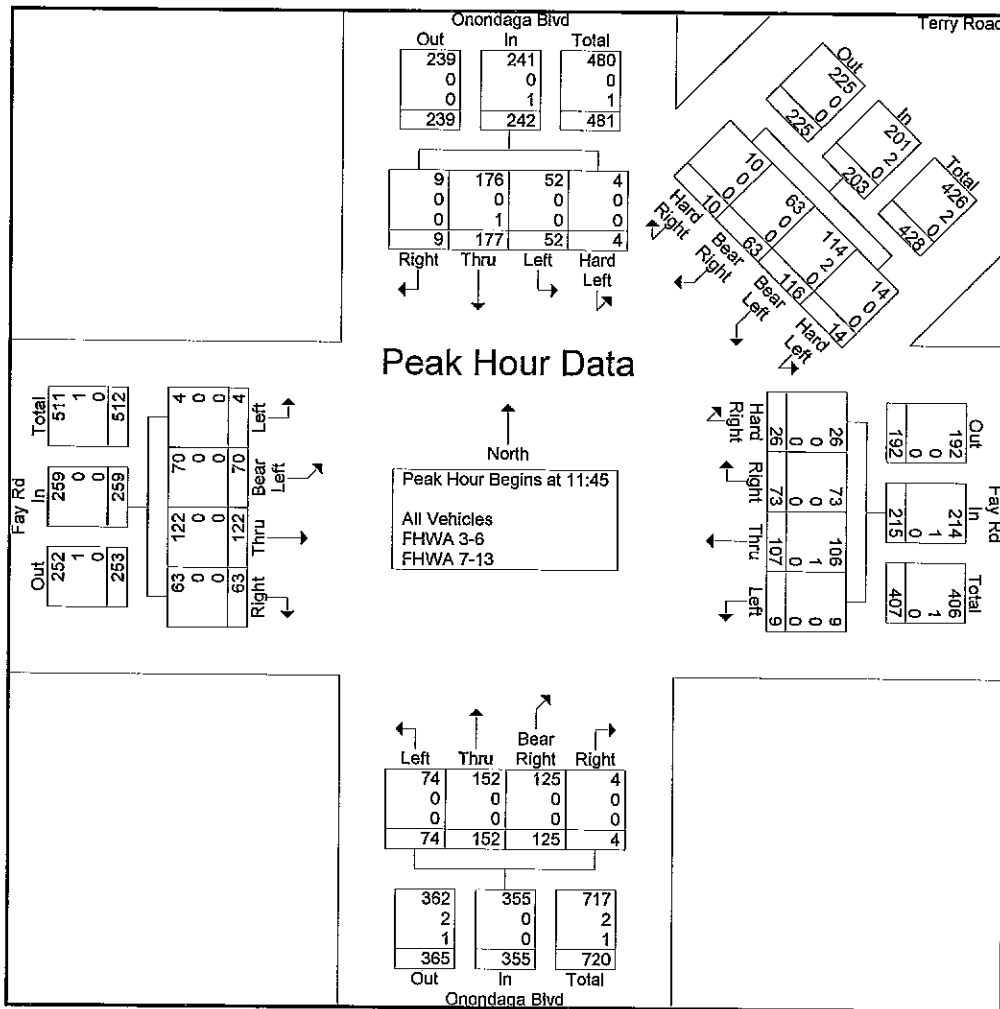 Onondaga Blvd
Out In Total
239 241 480
0 0 0
0 1 1
239 242 481
9 176 52 4
0 0 0 0
0 1 0 0
9 177 52 4
Right Thru Left Hard Left
Terry Road
Out
225
0
0
225
In
201
2
0
203
Total
426
2
0
428
10 63 114 14
0 0 2 0
0 0 0 0
10 63 116 14
Hard Right
Bear Right
Bear Left
Hard Left
Peak Hour Data
North
Peak Hour Begins at 11:45
All Vehicles
FHWA 3-6
FHWA 7-13
Fay Rd
Total
511 1 0 512
In
259 0 0 259
Out
252 1 0 253
4 0 0 4
Left
70 0 0 70
Bear Left
122 0 0 122
Thru
63 0 0 63
Right
Hard Right
26 0 0 26
Right
73 0 0 73
Thru
106 1 0 107
Left
9 0 0 9
Fay Rd
Out
192 0 0 192
In
214 1 0 215
Total
406 1 0 407
Left Thru Bear Right Right
74 152 125 4
0 0 0 0
0 0 0 0
74 152 125 4
362 355 717
2 0 2
1 0 1
365 355 720
Out In Total
Onondaga Blvd